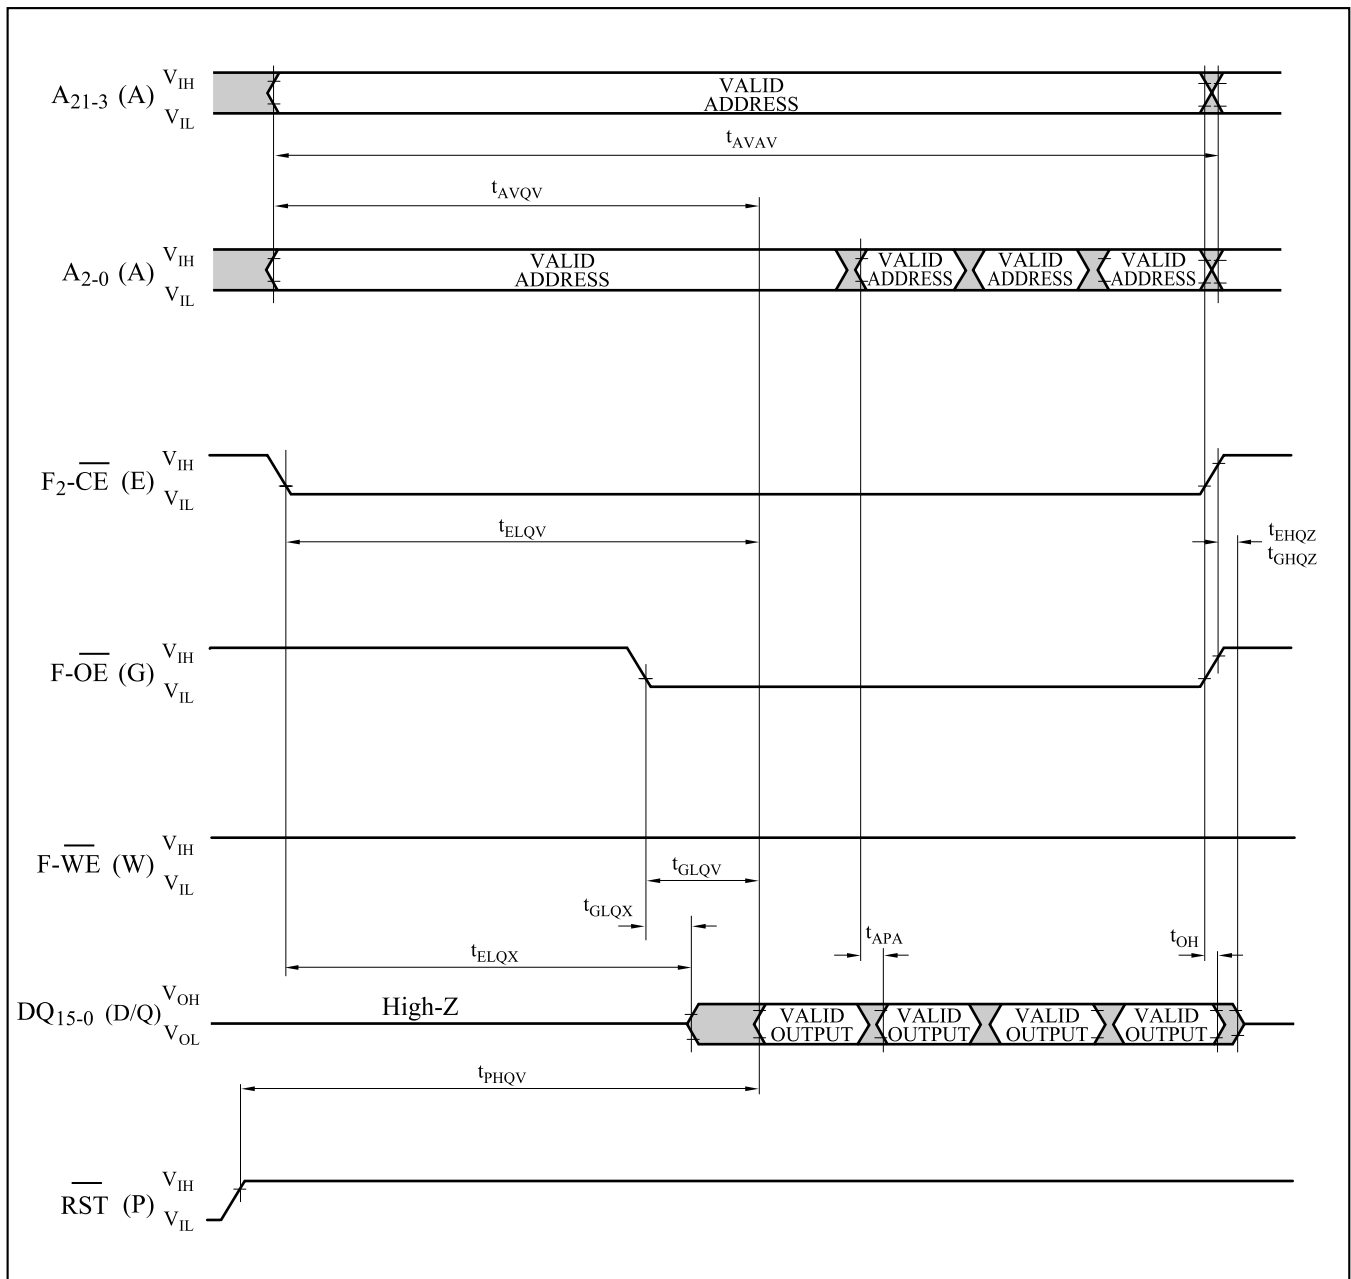 A21-3 (A) VIH VIL
VALID
ADDRESS
tAVAV
tAVQV
A2-0 (A) VIH VIL
VALID
ADDRESS
VALID
ADDRESS
VALID
ADDRESS
VALID
ADDRESS
F2-CE (E) VIH VIL
tELQV
tEHQZ
tGHQZ
F-OE (G) VIH VIL
F-WE (W) VIH VIL
tGLQV
tGLQX
tELQX
tAPA
tOH
DQ15-0 (D/Q) VOH VOL
High-Z
VALID
OUTPUT
VALID
OUTPUT
VALID
OUTPUT
VALID
OUTPUT
tPHQV
RST (P) VIH VIL